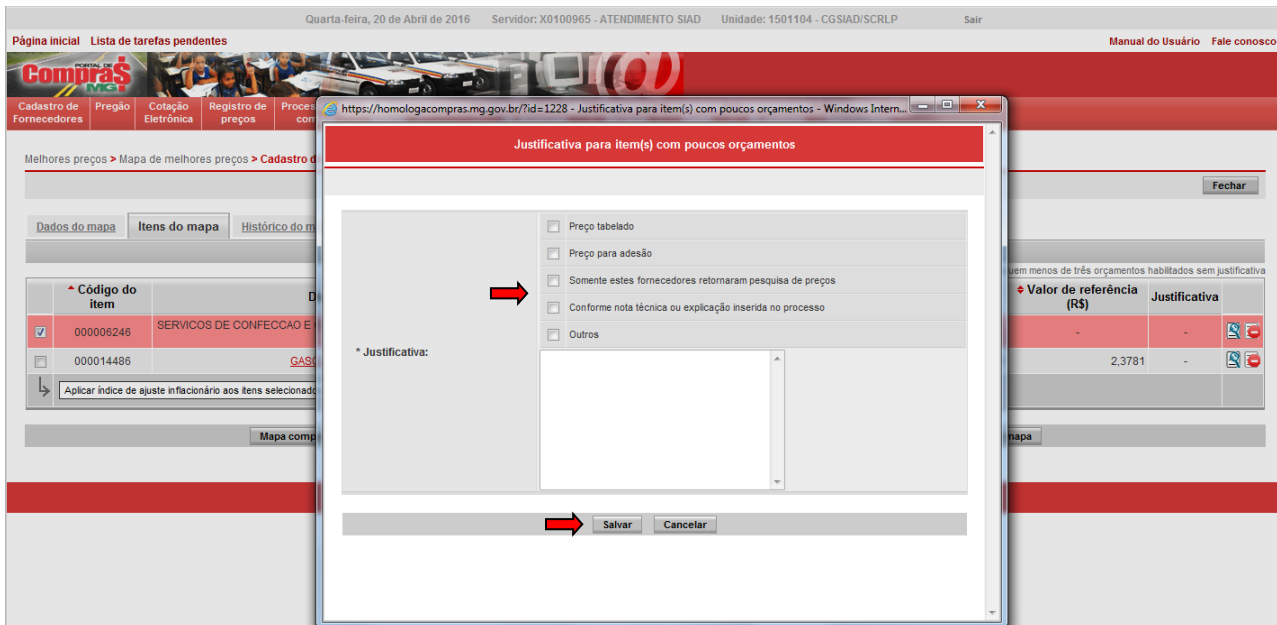 Quarta-feira, 20 de Abril de 2016 Servidor: X0100965 - ATENDIMENTO SIAD Unidade: 1501104 - CGSIAD/SCRLP Sair
Página inicial Lista de tarefas pendentes Manual do Usuário Fale conosco
PORTAL DE
Compras
MG
Cadastro de Fornecedores Pregão Cotação Eletrônica Registro de preços Proces com
https://homologacompras.mg.gov.br/?id=1228 - Justificativa para item(s) com poucos orçamentos - Windows Intern...
Justificativa para item(s) com poucos orçamentos
Melhores preços > Mapa de melhores preços > Cadastro d
Fechar
Dados do mapa Itens do mapa Histórico do m
Preço tabelado
Preço para adesão
Somente estes fornecedores retornaram pesquisa de preços
Conforme nota técnica ou explicação inserida no processo
Outros
* Justificativa:
uem menos de três orçamentos habilitados sem justificativa
Código do item D Valor de referência (R$) Justificativa
000006246 SERVICOS DE CONFECCAO E - -
000014486 GASO 2,3781 -
Aplicar índice de ajuste inflacionário aos itens selecionado
Mapa comp napa
Salvar Cancelar